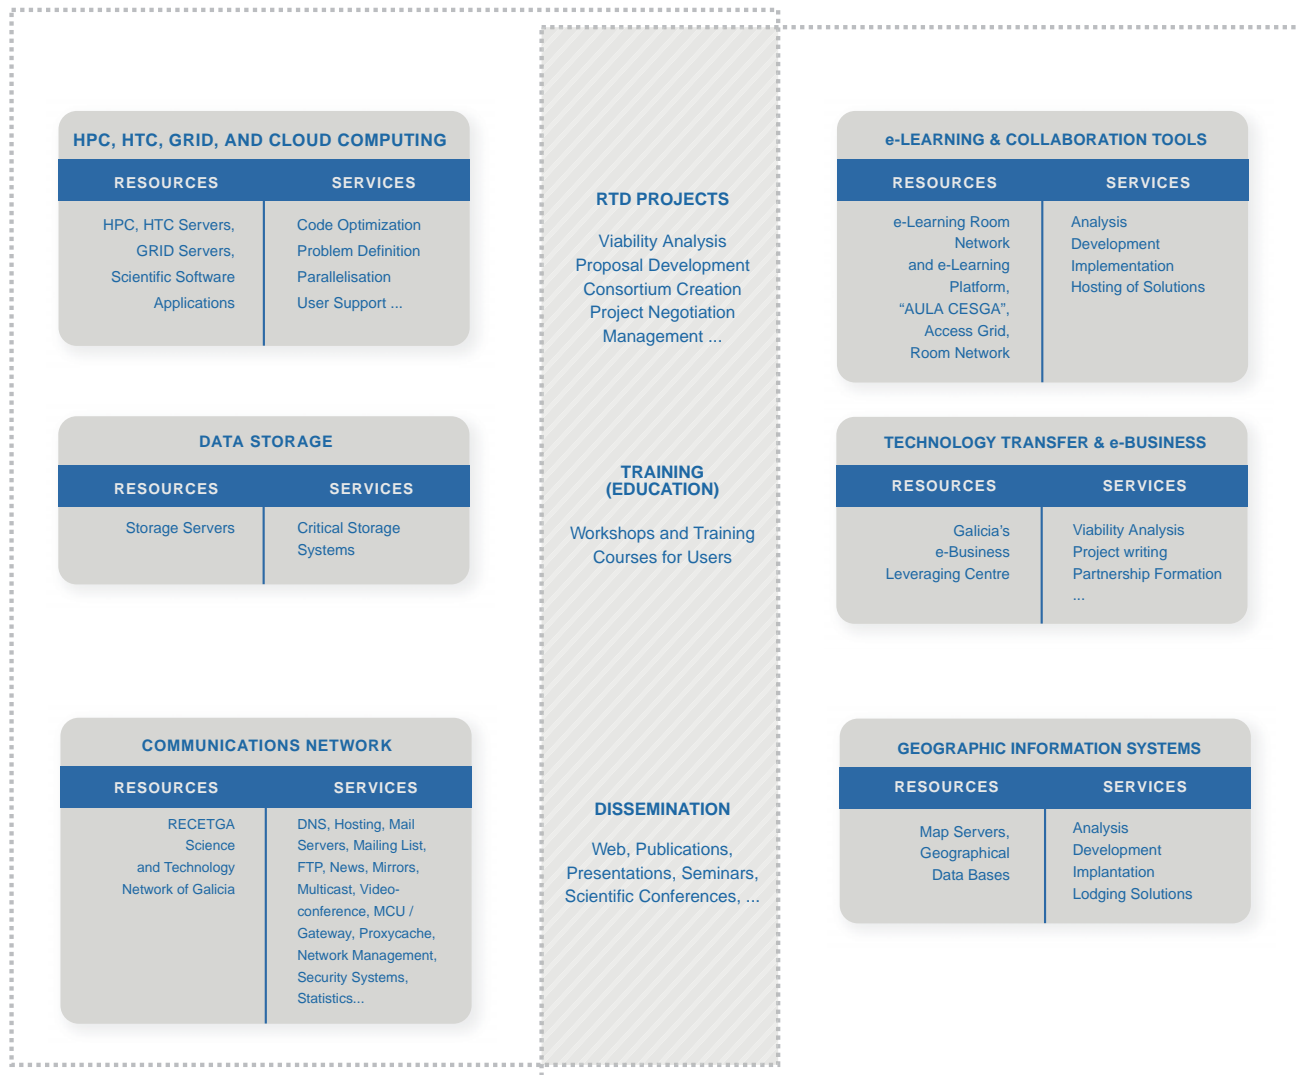 HPC, HTC, GRID, AND CLOUD COMPUTING
RESOURCES
SERVICES
HPC, HTC Servers,
GRID Servers,
Scientific Software
Applications
Code Optimization
Problem Definition
Parallelisation
User Support ...
DATA STORAGE
RESOURCES
SERVICES
Storage Servers
Critical Storage
Systems
COMMUNICATIONS NETWORK
RESOURCES
SERVICES
RECETGA
Science
and Technology
Network of Galicia
DNS, Hosting, Mail
Servers, Mailing List,
FTP, News, Mirrors,
Multicast, Video-
conference, MCU /
Gateway, Proxycache,
Network Management,
Security Systems,
Statistics...
RTD PROJECTS
Viability Analysis
Proposal Development
Consortium Creation
Project Negotiation
Management ...
TRAINING
(EDUCATION)
Workshops and Training
Courses for Users
DISSEMINATION
Web, Publications,
Presentations, Seminars,
Scientific Conferences, ...
e-LEARNING & COLLABORATION TOOLS
RESOURCES
SERVICES
e-Learning Room
Network
and e-Learning
Platform,
“AULA CESGA”,
Access Grid,
Room Network
Analysis
Development
Implementation
Hosting of Solutions
TECHNOLOGY TRANSFER & e-BUSINESS
RESOURCES
SERVICES
Galicia’s
e-Business
Leveraging Centre
Viability Analysis
Project writing
Partnership Formation
...
GEOGRAPHIC INFORMATION SYSTEMS
RESOURCES
SERVICES
Map Servers,
Geographical
Data Bases
Analysis
Development
Implantation
Lodging Solutions